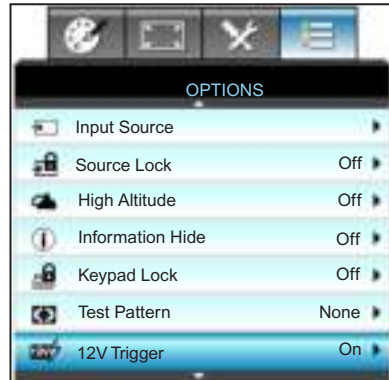 OPTIONS
Input Source
Source Lock Off
High Altitude Off
Information Hide Off
Keypad Lock Off
Test Pattern None
12V Trigger On